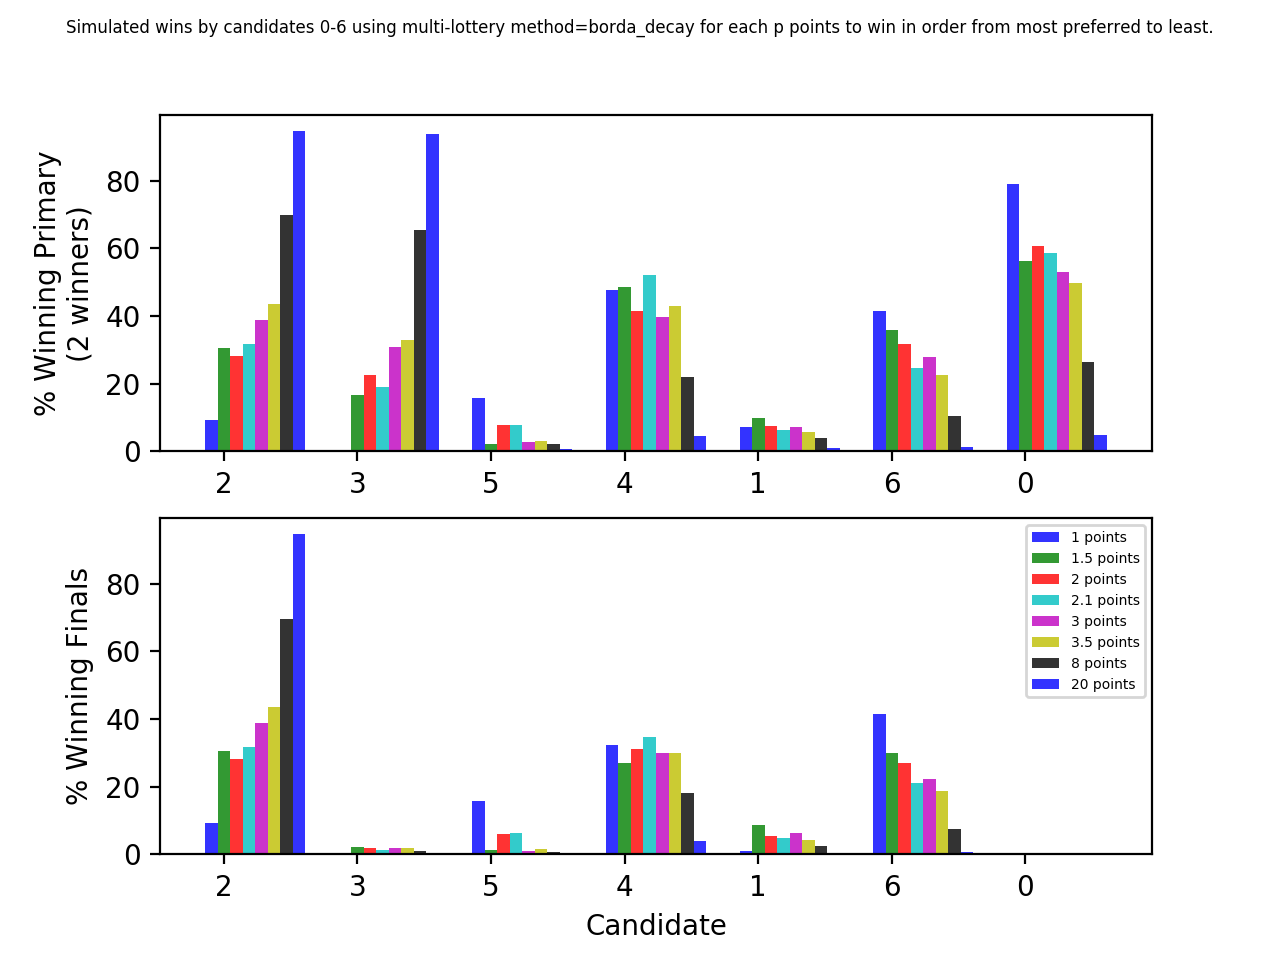 Simulated wins by candidates 0-6 using multi-lottery method=borda_decay for each p points to win in order from most preferred to least.
% Winning Primary
(2 winners)
80
60
40
20
0
2 3 5 4 1 6 0
% Winning Finals
80
60
40
20
0
1 points
1.5 points
2 points
2.1 points
3 points
3.5 points
8 points
20 points
2 3 5 4 1 6 0
Candidate